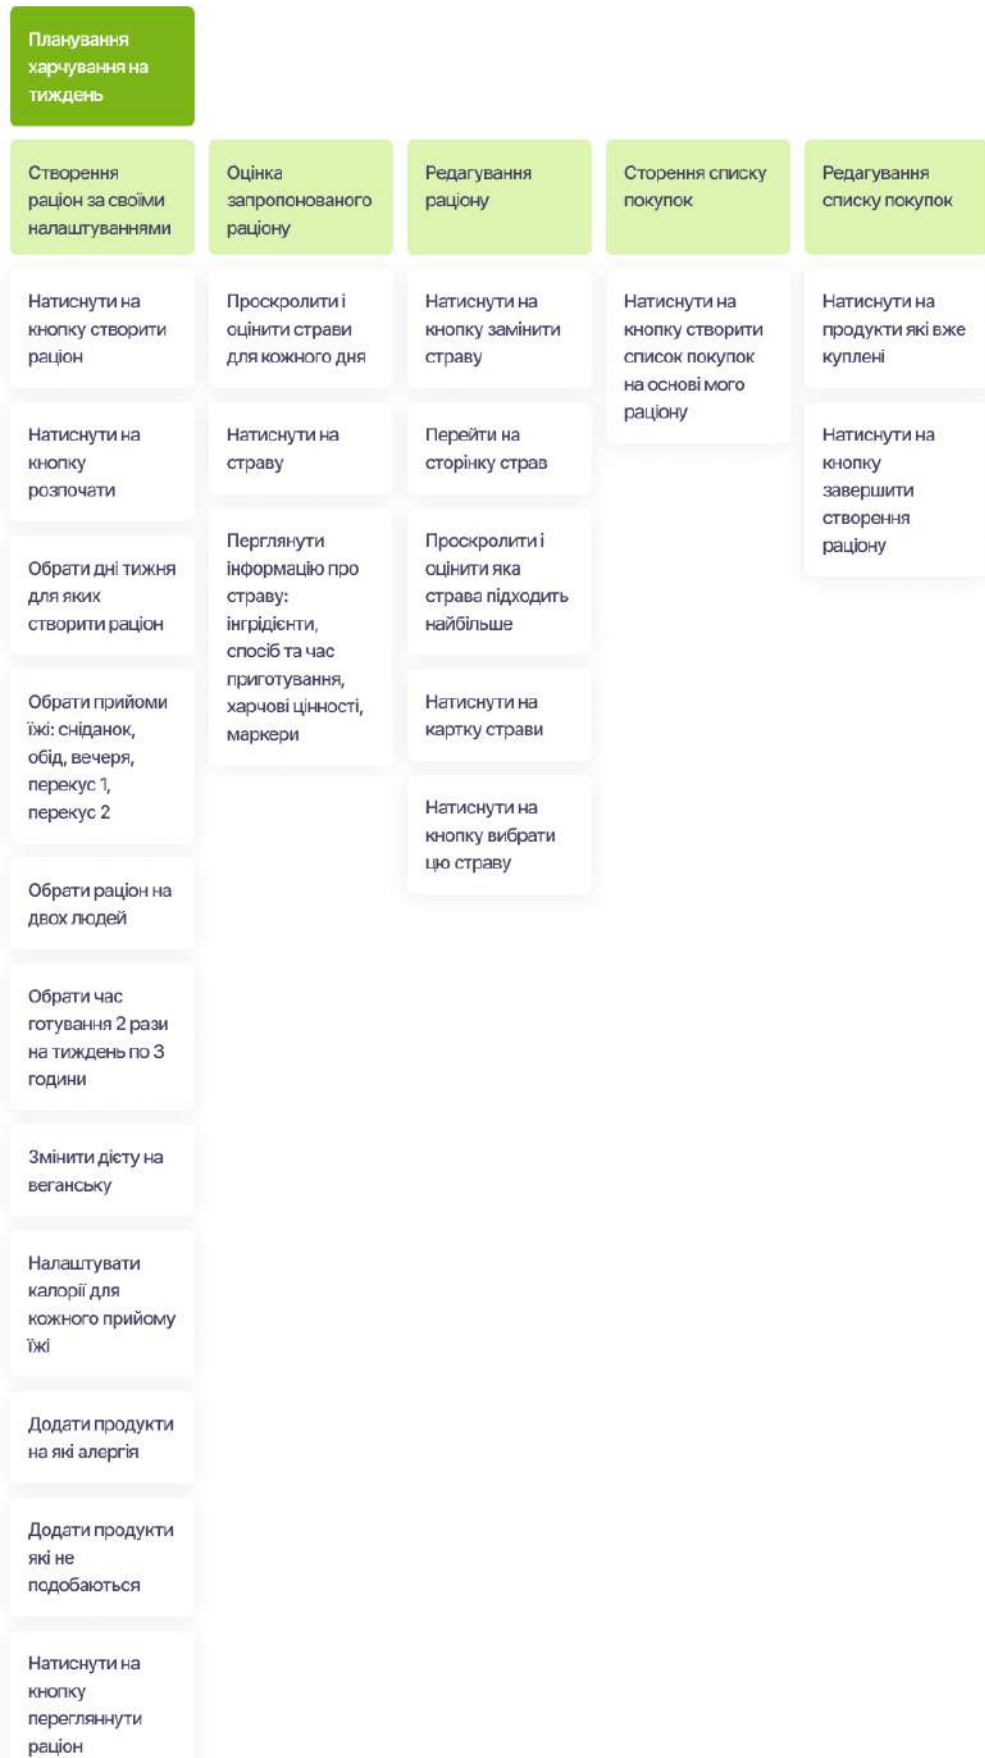 Планування
харчування на
тиждень
Створення
раціон за своїми
налаштуваннями
Натиснути на
кнопку створити
раціон
Натиснути на
кнопку
розпочати
Обрати дні тижня
для яких
створити раціон
Обрати прийоми
їжі: сніданок,
обід, вечеря,
перекус 1,
перекус 2
Обрати раціон на
двох людей
Обрати час
готування 2 рази
на тиждень по 3
години
Змінити дієту на
веганську
Налаштувати
калорії для
кожного прийому
їжі
Додати продукти
на які алергія
Додати продукти
які не
подобаються
Натиснути на
кнопку
перегляннути
раціон
Оцінка
запропонованого
раціону
Проскролити і
оцінити страви
для кожного дня
Натиснути на
страву
Перглянути
інформацію про
страву:
інгрідієнти,
спосіб та час
приготування,
харчові цінності,
маркери
Редагування
раціону
Натиснути на
кнопку замінити
страву
Перейти на
сторінку страв
Проскролити і
оцінити яка
страва підходить
найбільше
Натиснути на
картку страви
Натиснути на
кнопку вибрати
цю страву
Сторення списку
покупок
Натиснути на
кнопку створити
список покупок
на основі мого
раціону
Редагування
списку покупок
Натиснути на
продукти які вже
куплені
Натиснути на
кнопку
завершити
створення
раціону